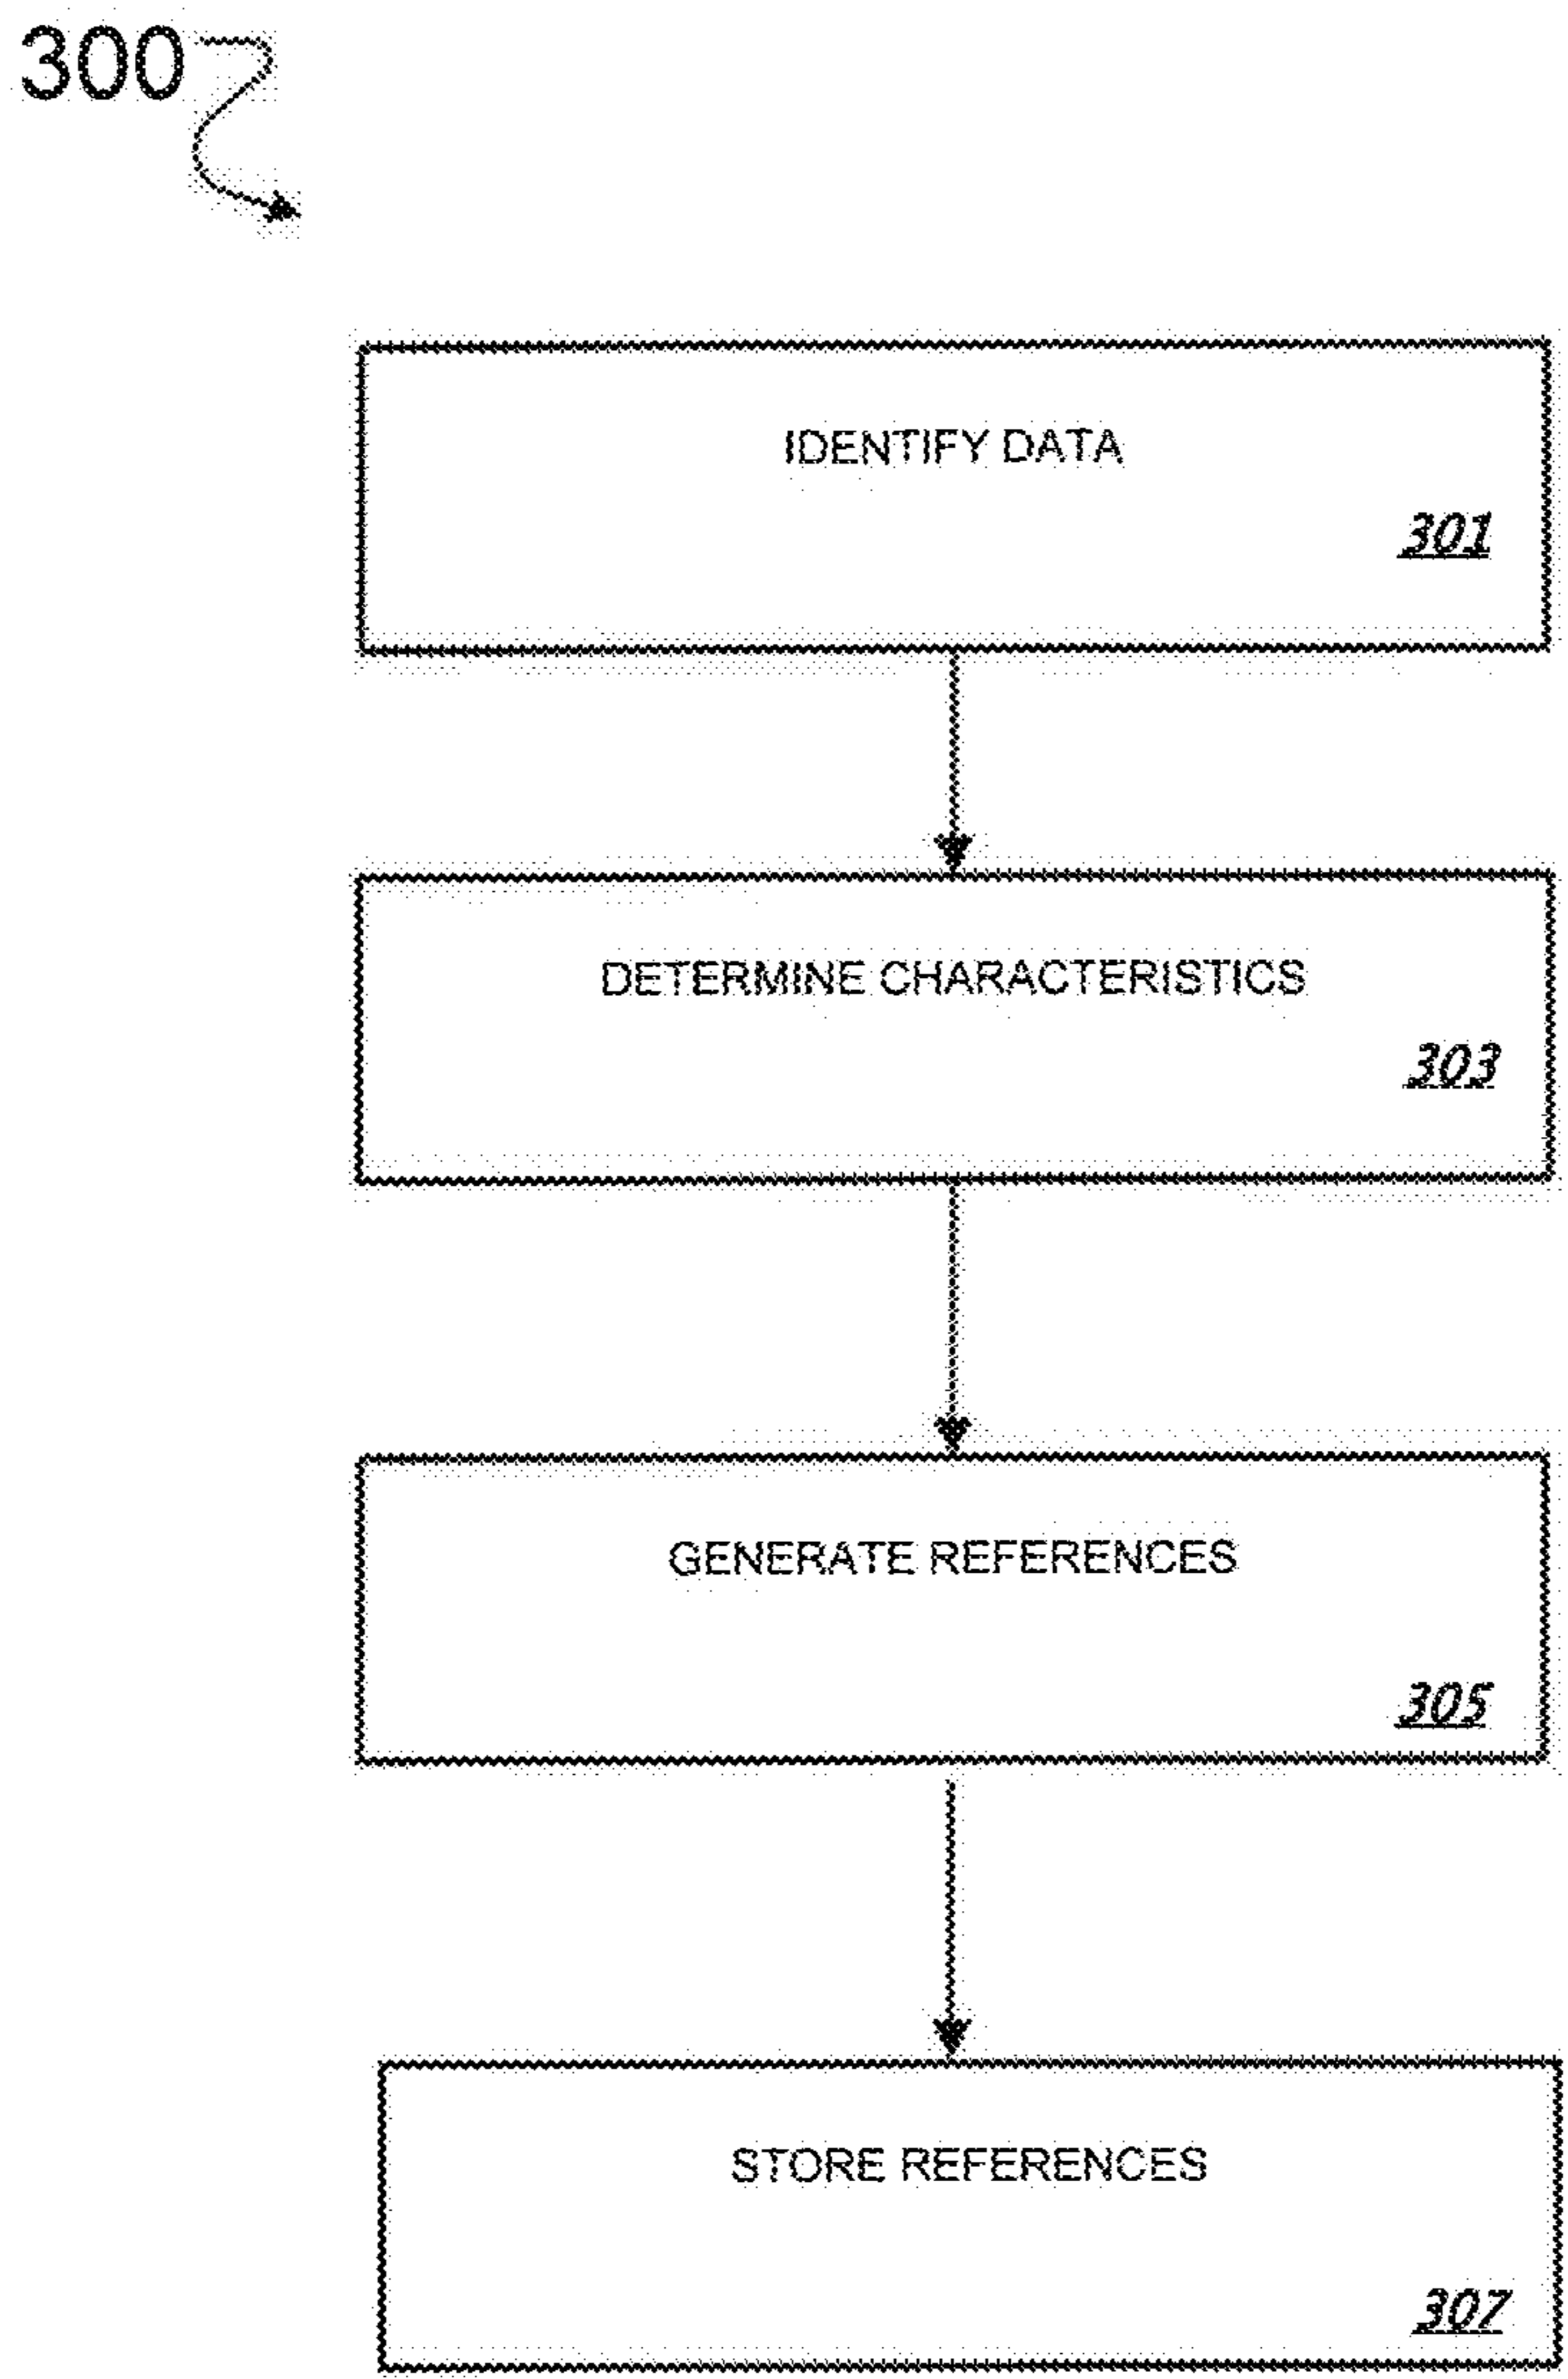 300
IDENTIFY DATA
301
DETERMINE CHARACTERISTICS
303
GENERATE REFERENCES
305
STORE REFERENCES
307